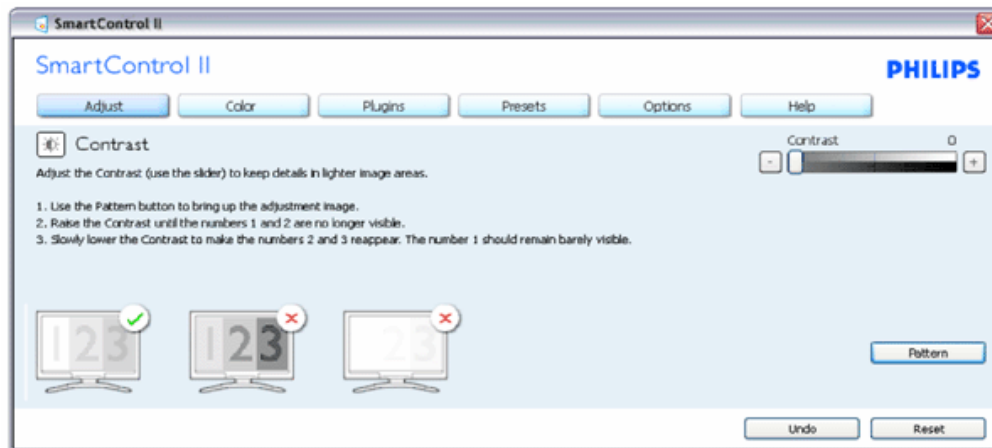 SmartControl II
SmartControl II
PHILIPS
Adjust Color Plugins Presets Options Help
Contrast
Contrast 0
- +
Adjust the Contrast (use the slider) to keep details in lighter image areas.
1. Use the Pattern button to bring up the adjustment image.
2. Raise the Contrast until the numbers 1 and 2 are no longer visible.
3. Slowly lower the Contrast to make the numbers 2 and 3 reappear. The number 1 should remain barely visible.
123 123 23
Pattern
Undo Reset